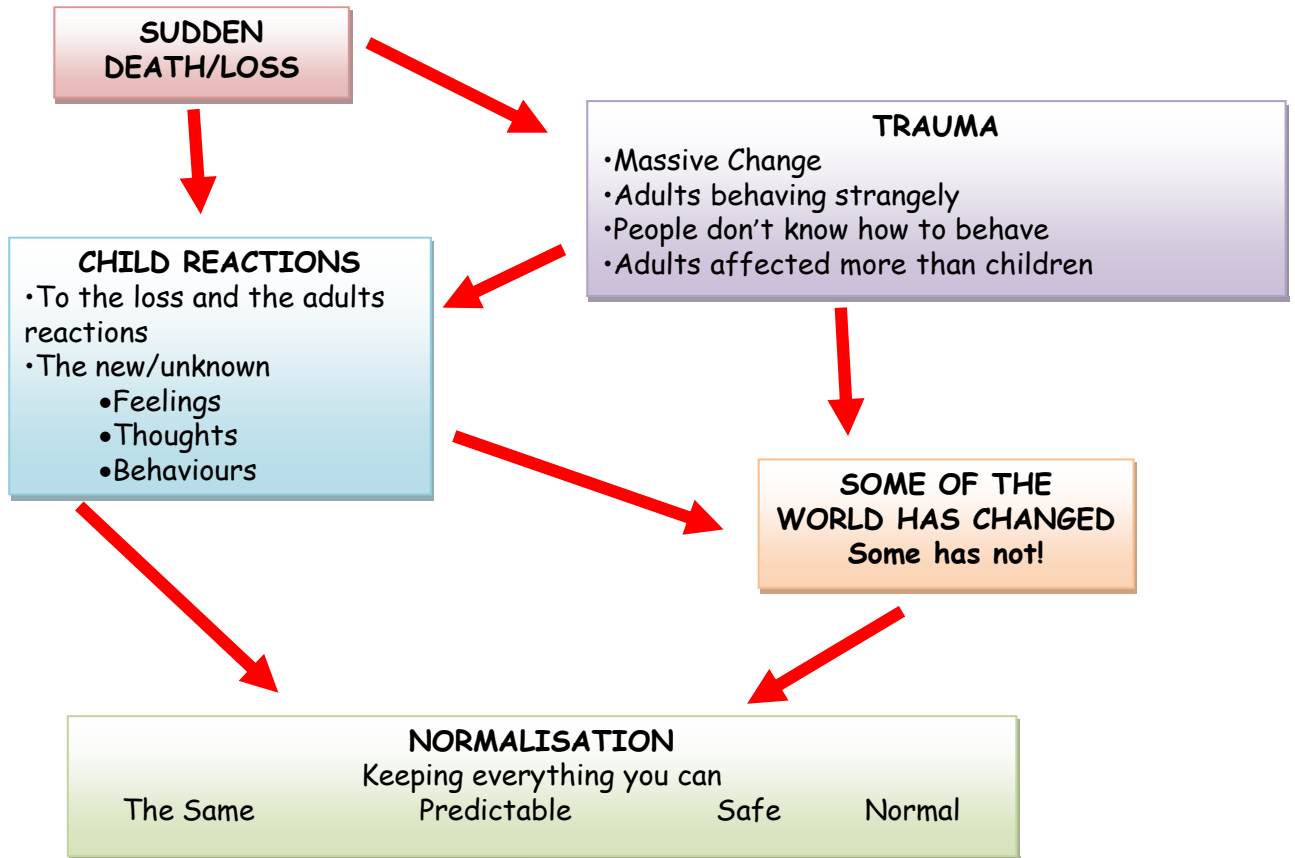 SUDDEN
DEATH/LOSS
TRAUMA
•Massive Change
•Adults behaving strangely
•People don’t know how to behave
•Adults affected more than children
CHILD REACTIONS
•To the loss and the adults
reactions
•The new/unknown
•Feelings
•Thoughts
•Behaviours
SOME OF THE
WORLD HAS CHANGED
Some has not!
NORMALISATION
Keeping everything you can
The Same Predictable Safe Normal